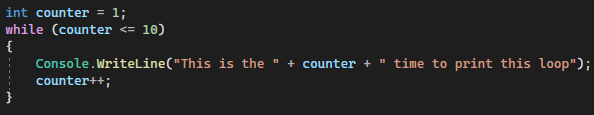 int counter = 1;
while (counter <= 10)
{
    Console.WriteLine("This is the " + counter + " time to print this loop");
    counter++;
}